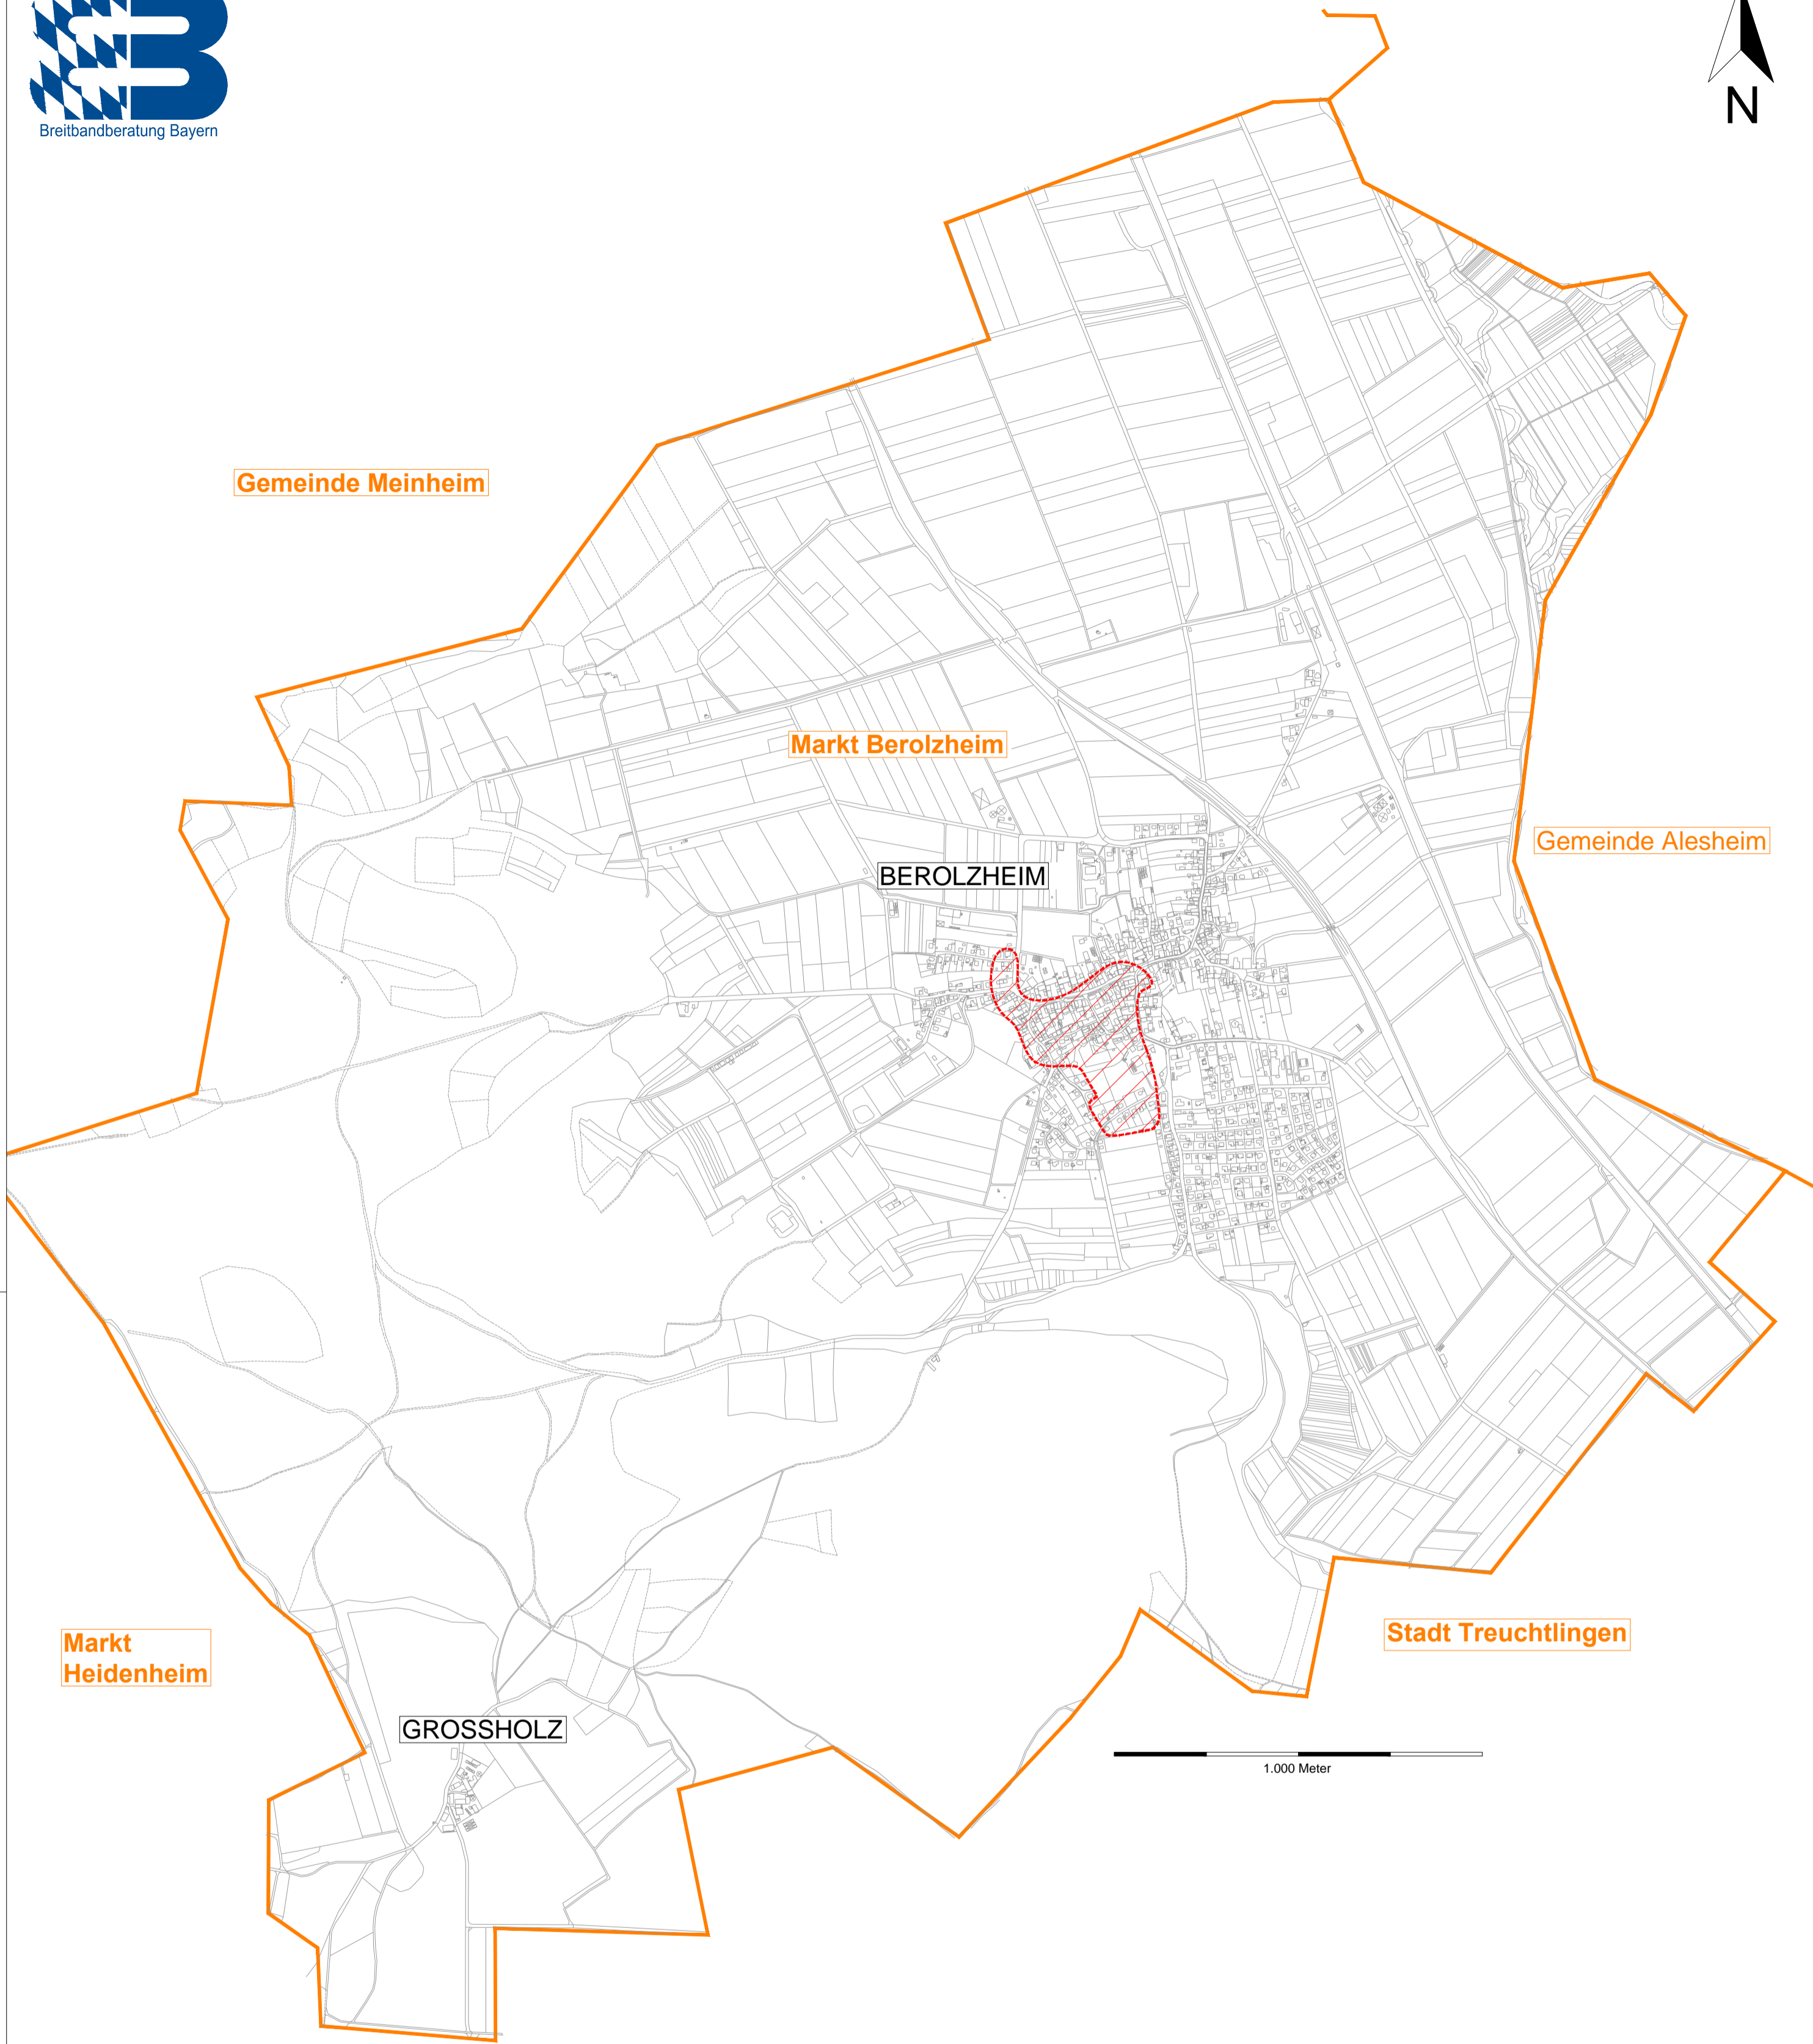 Breitbandberatung Bayern
N
Gemeinde Meinheim
Markt Berolzheim
Gemeinde Alesheim
BEROLZHEIM
Markt
Heidenheim
Stadt Treuchtlingen
GROSSHOLZ
1.000 Meter